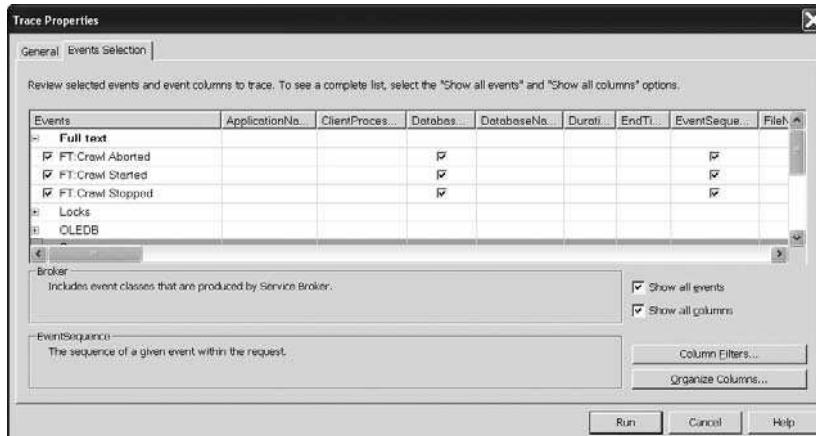 Trace Properties
General Events Selection
Review selected events and event columns to trace. To see a complete list, select the "Show all events" and "Show all columns" options.
Events ApplicationNa... ClientProces... Databas... DatabaseNa... Durati... EndTi... EventSeque... FileN
Full text
FT:Crawl Aborted
FT:Crawl Started
FT:Crawl Stopped
Locks
OLEDB
Broker
Includes event classes that are produced by Service Broker.
Show all events
Show all columns
EventSequence
The sequence of a given event within the request.
Column Filters...
Organize Columns...
Run Cancel Help